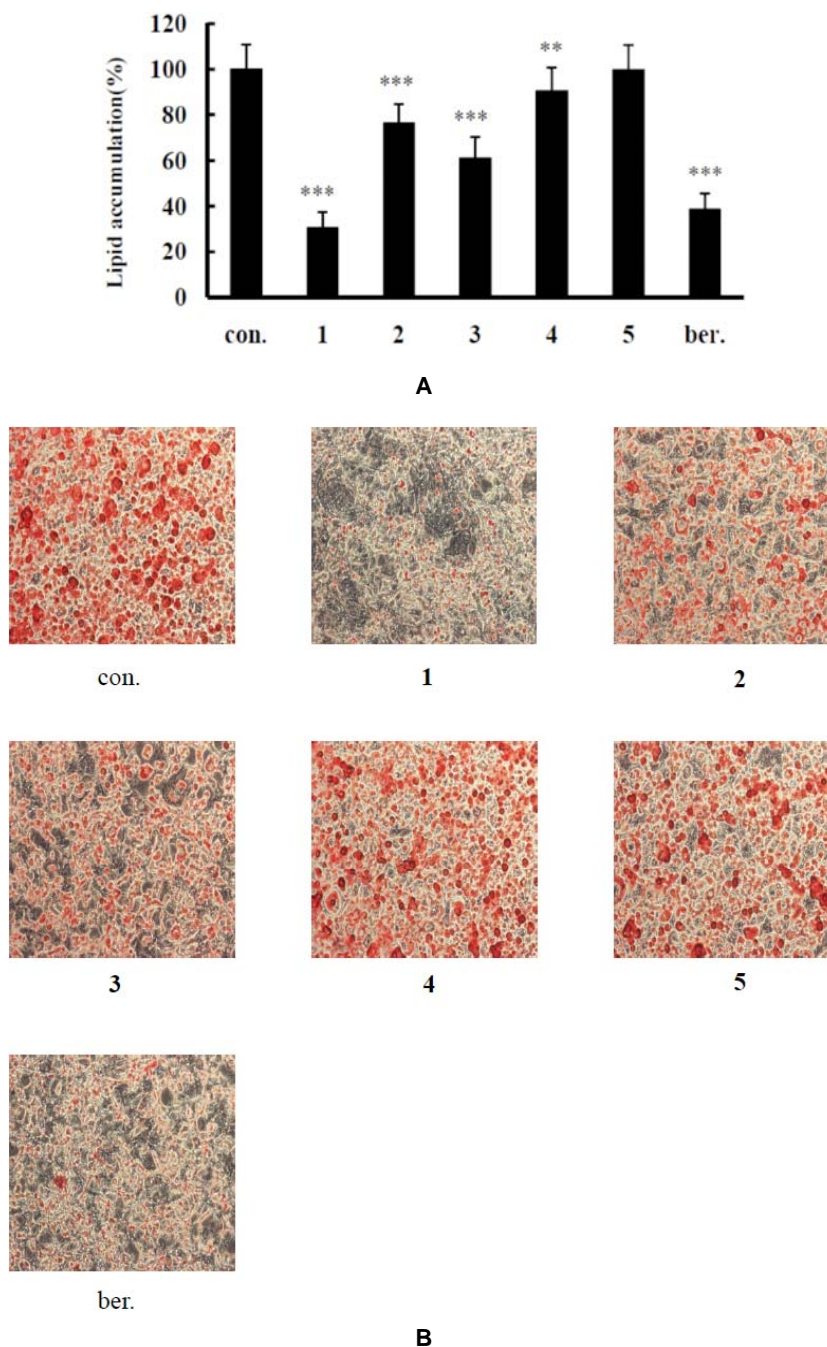 120
100
80
60
40
20
0
Lipid accumulation(%)
***
***
***
**
***
con. 1 2 3 4 5 ber.
A
con. 1 2
3 4 5
ber.
B